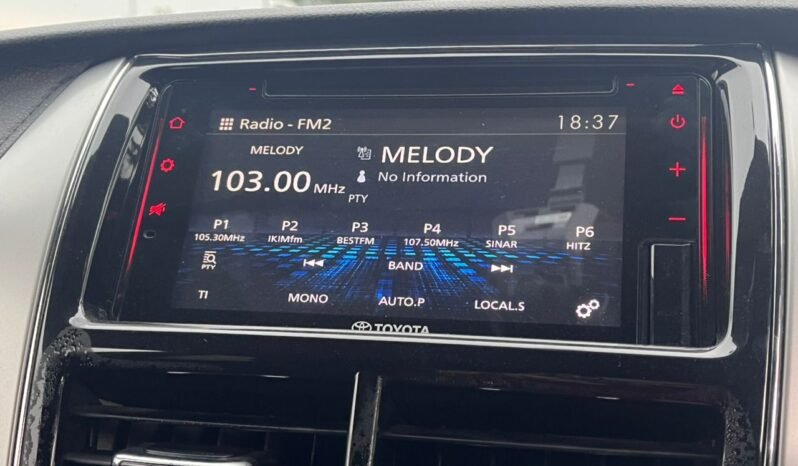 Radio - FM2
18:37
MELODY
103.00 MHz
PTY
MELODY
No Information
P1 P2 P3 P4 P5 P6
105.30MHz IKIMfm BESTFM 107.50MHz SINAR HITZ
PTY
BAND
TI MONO AUTO.P LOCAL.S
TOYOTA